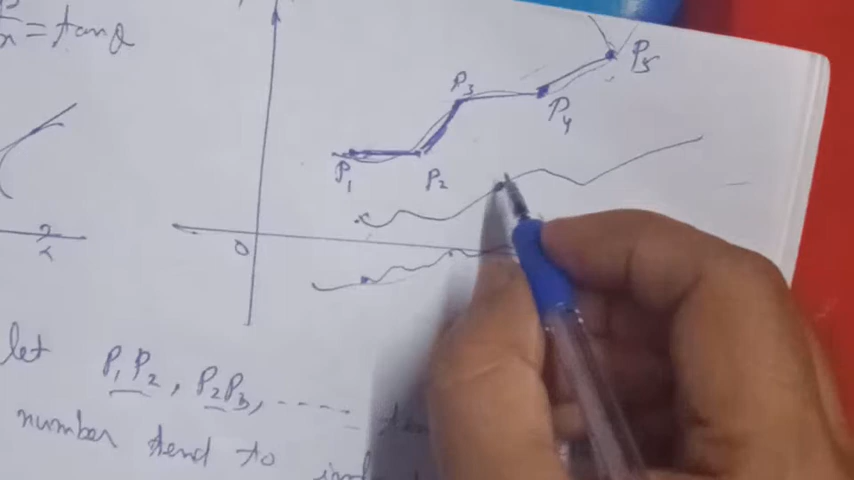 = tan θ
P₃
P₅
P₄
P₁
P₂
0
let P₁P₂, P₂P₃, -----
number tend to